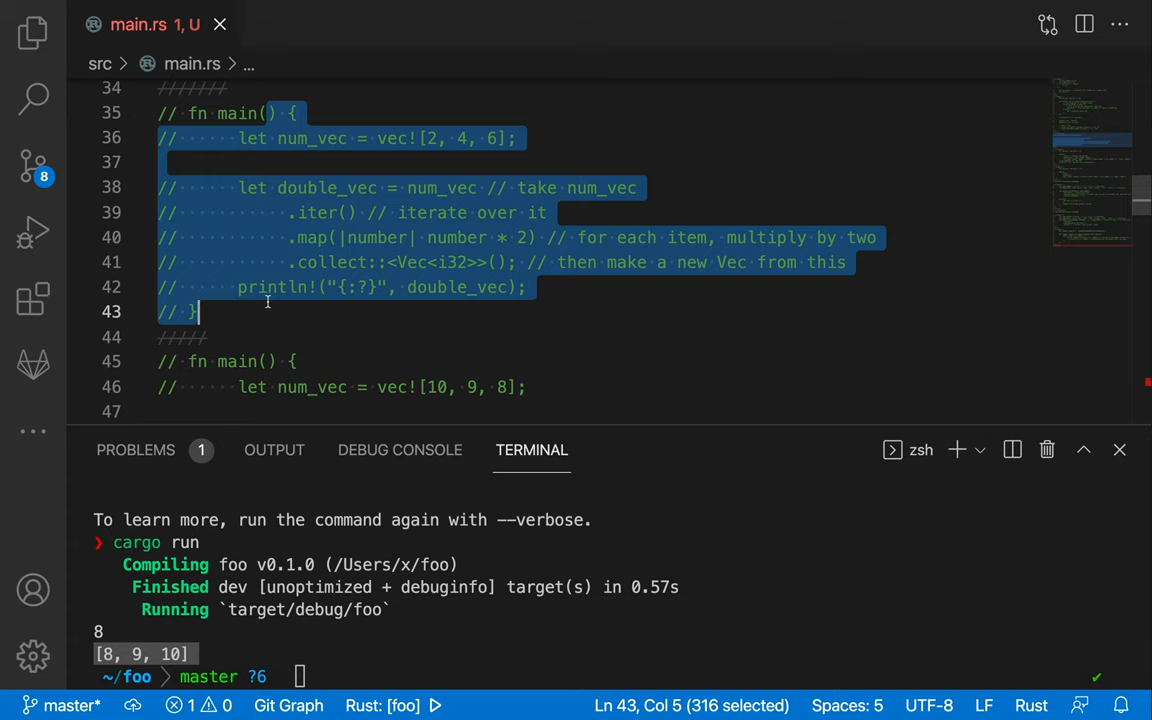 main.rs 1, U
src > main.rs > ...
34 ///////
35 // fn main() {
36 // let num_vec = vec![2, 4, 6];
37
38 // let double_vec = num_vec // take num_vec
39 // .iter() // iterate over it
40 // .map(|number| number * 2) // for each item, multiply by two
41 // .collect::<Vec<i32>>(); // then make a new Vec from this
42 // println!("{:?}", double_vec);
43 // }
44 /////
45 // fn main() {
46 // let num_vec = vec![10, 9, 8];
47
8
PROBLEMS 1 OUTPUT DEBUG CONSOLE TERMINAL zsh
To learn more, run the command again with --verbose.
❯ cargo run
Compiling foo v0.1.0 (/Users/x/foo)
Finished dev [unoptimized + debuginfo] target(s) in 0.57s
Running `target/debug/foo`
8
[8, 9, 10]
~/foo > master ?6
master* 1 0 Git Graph Rust: [foo] Ln 43, Col 5 (316 selected) Spaces: 5 UTF-8 LF Rust